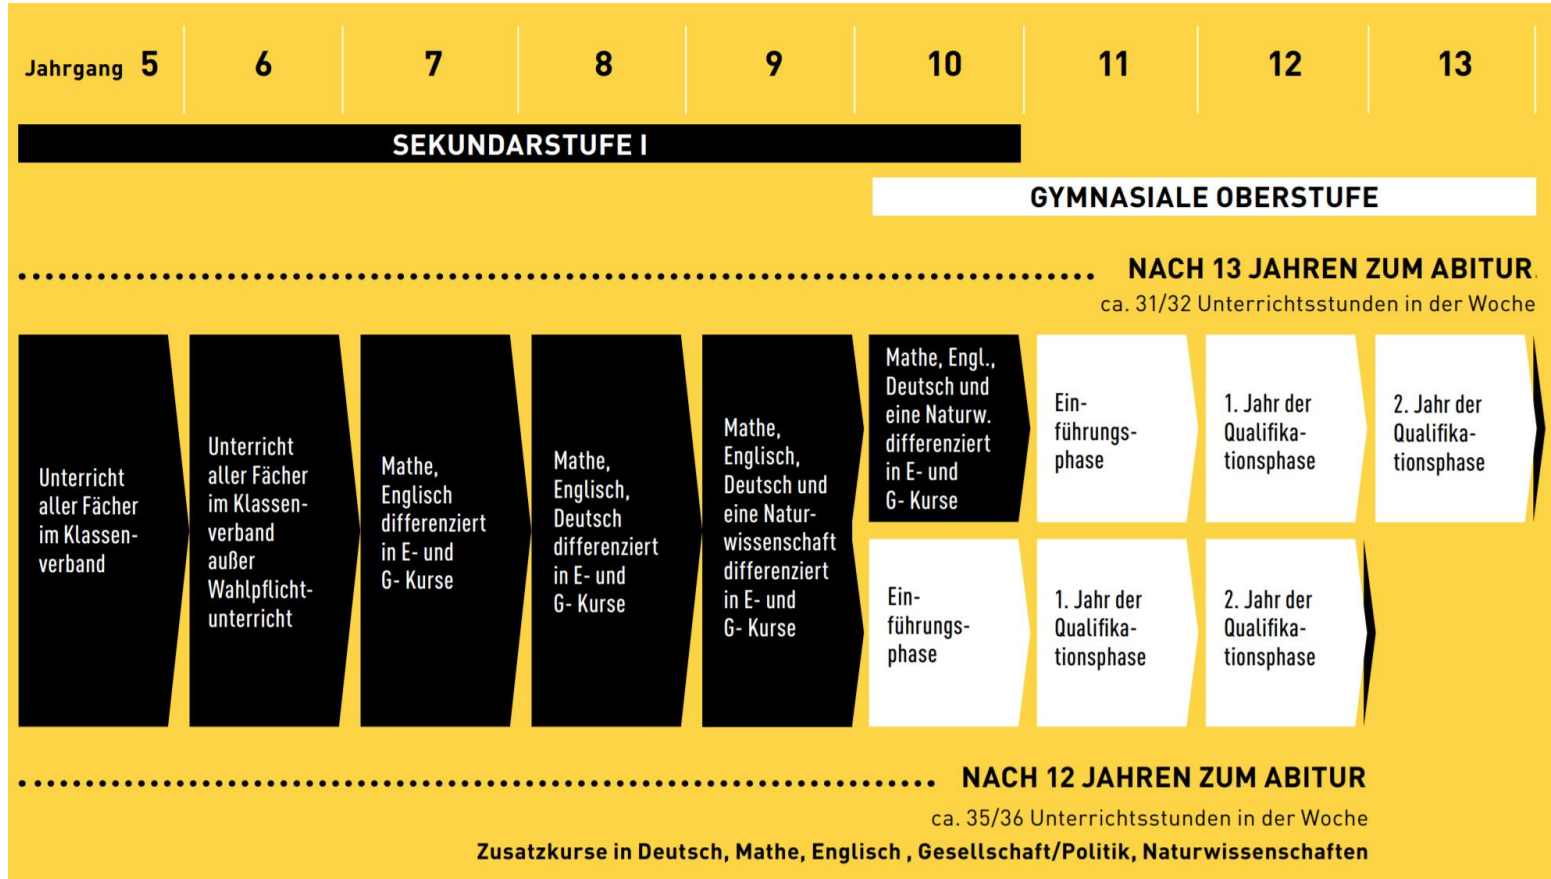 Jahrgang 5 6 7 8 9 10 11 12 13
SEKUNDARSTUFE I
GYMNASIALE OBERSTUFE
NACH 13 JAHREN ZUM ABITUR.
ca. 31/32 Unterrichtsstunden in der Woche
Unterricht
aller Fächer
im Klassen-
verband
Unterricht
aller Fächer
im Klassen-
verband
außer
Wahlpflicht-
unterricht
Mathe,
Englisch
differenziert
in E- und
G- Kurse
Mathe,
Englisch,
Deutsch
differenziert
in E- und
G- Kurse
Mathe,
Englisch,
Deutsch und
eine Natur-
wissenschaft
differenziert
in E- und
G- Kurse
Mathe, Engl.,
Deutsch und
eine Naturw.
differenziert
in E- und
G- Kurse
Ein-
führungs-
phase
1. Jahr der
Qualifika-
tionsphase
2. Jahr der
Qualifika-
tionsphase
Ein-
führungs-
phase
1. Jahr der
Qualifika-
tionsphase
2. Jahr der
Qualifika-
tionsphase
NACH 12 JAHREN ZUM ABITUR
ca. 35/36 Unterrichtsstunden in der Woche
Zusatzkurse in Deutsch, Mathe, Englisch , Gesellschaft/Politik, Naturwissenschaften